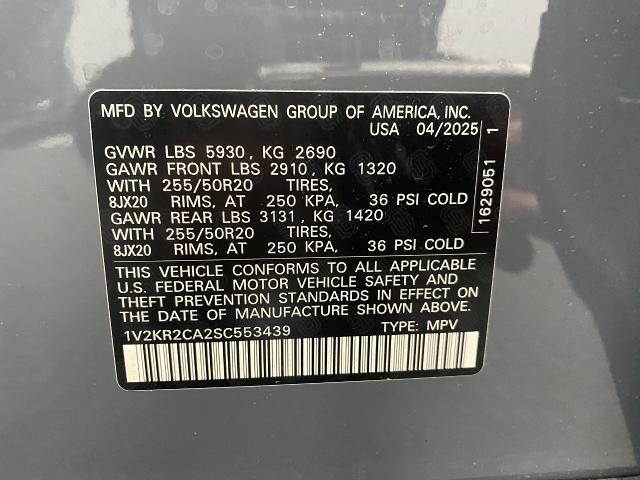 MFD BY VOLKSWAGEN GROUP OF AMERICA, INC.
USA 04/2025
GVWR LBS 5930, KG 2690
GAWR FRONT LBS 2910, KG 1320
WITH 255/50R20 TIRES,
8JX20 RIMS, AT 250 KPA, 36 PSI COLD
GAWR REAR LBS 3131, KG 1420
WITH 255/50R20 TIRES,
8JX20 RIMS, AT 250 KPA, 36 PSI COLD
THIS VEHICLE CONFORMS TO ALL APPLICABLE
U.S. FEDERAL MOTOR VEHICLE SAFETY AND
THEFT PREVENTION STANDARDS IN EFFECT ON
THE DATE OF MANUFACTURE SHOWN ABOVE.
1V2KR2CA2SC553439 TYPE: MPV
1629051 1